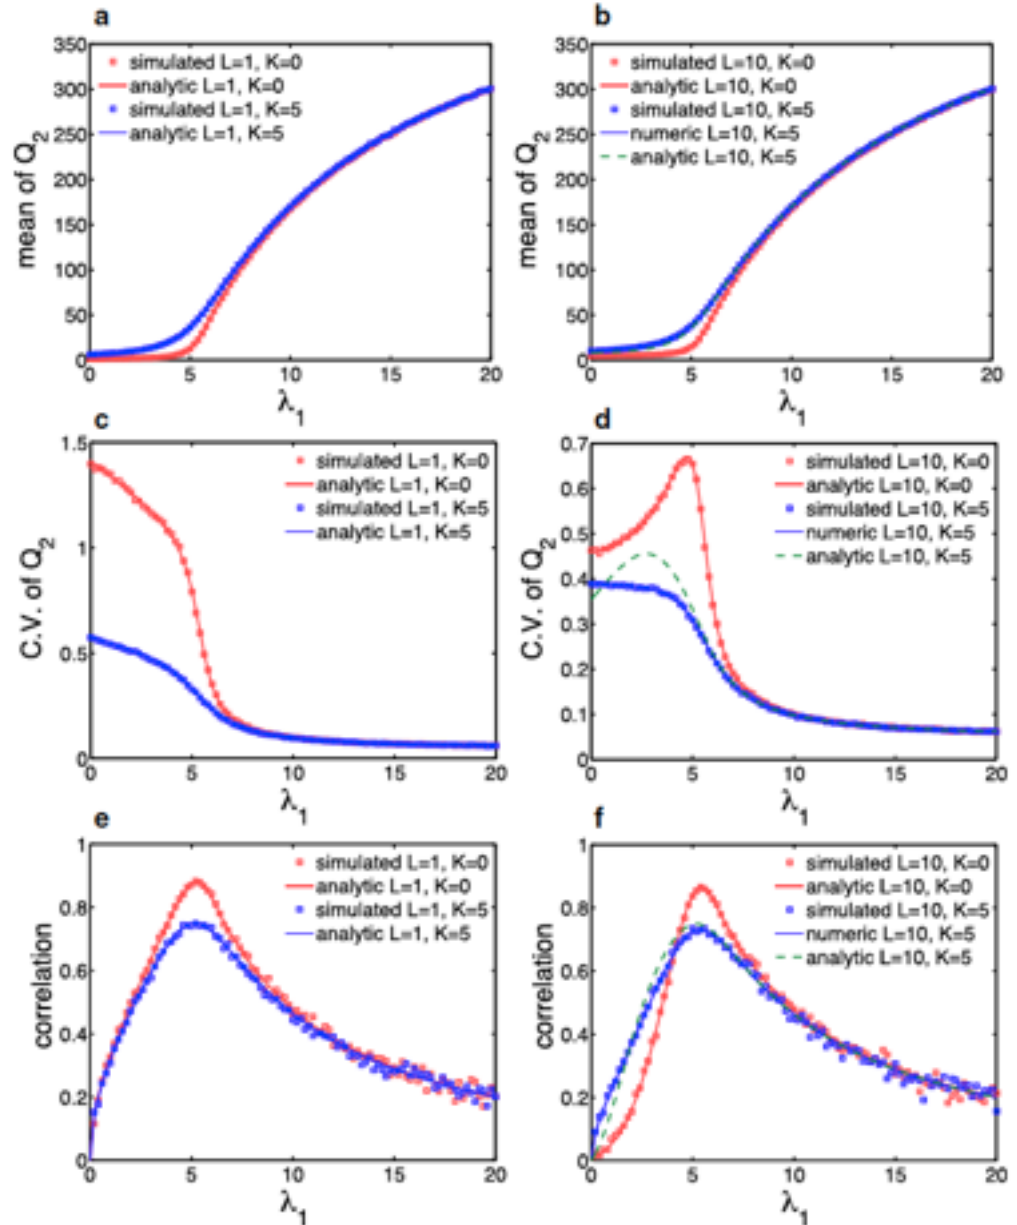 a
350
300
250
200
150
100
50
0
mean of Q2
simulated L=1, K=0
analytic L=1, K=0
simulated L=1, K=5
analytic L=1, K=5
0 5 10 15 20
λ1
b
350
300
250
200
150
100
50
0
mean of Q2
simulated L=10, K=0
analytic L=10, K=0
simulated L=10, K=5
numeric L=10, K=5
analytic L=10, K=5
0 5 10 15 20
λ1
c
1.5
1
0.5
0
C.V. of Q2
simulated L=1, K=0
analytic L=1, K=0
simulated L=1, K=5
analytic L=1, K=5
0 5 10 15 20
λ1
d
0.7
0.6
0.5
0.4
0.3
0.2
0.1
0
C.V. of Q2
simulated L=10, K=0
analytic L=10, K=0
simulated L=10, K=5
numeric L=10, K=5
analytic L=10, K=5
0 5 10 15 20
λ1
e
1
0.8
0.6
0.4
0.2
0
correlation
simulated L=1, K=0
analytic L=1, K=0
simulated L=1, K=5
analytic L=1, K=5
0 5 10 15 20
λ1
f
1
0.8
0.6
0.4
0.2
0
correlation
simulated L=10, K=0
analytic L=10, K=0
simulated L=10, K=5
numeric L=10, K=5
analytic L=10, K=5
0 5 10 15 20
λ1